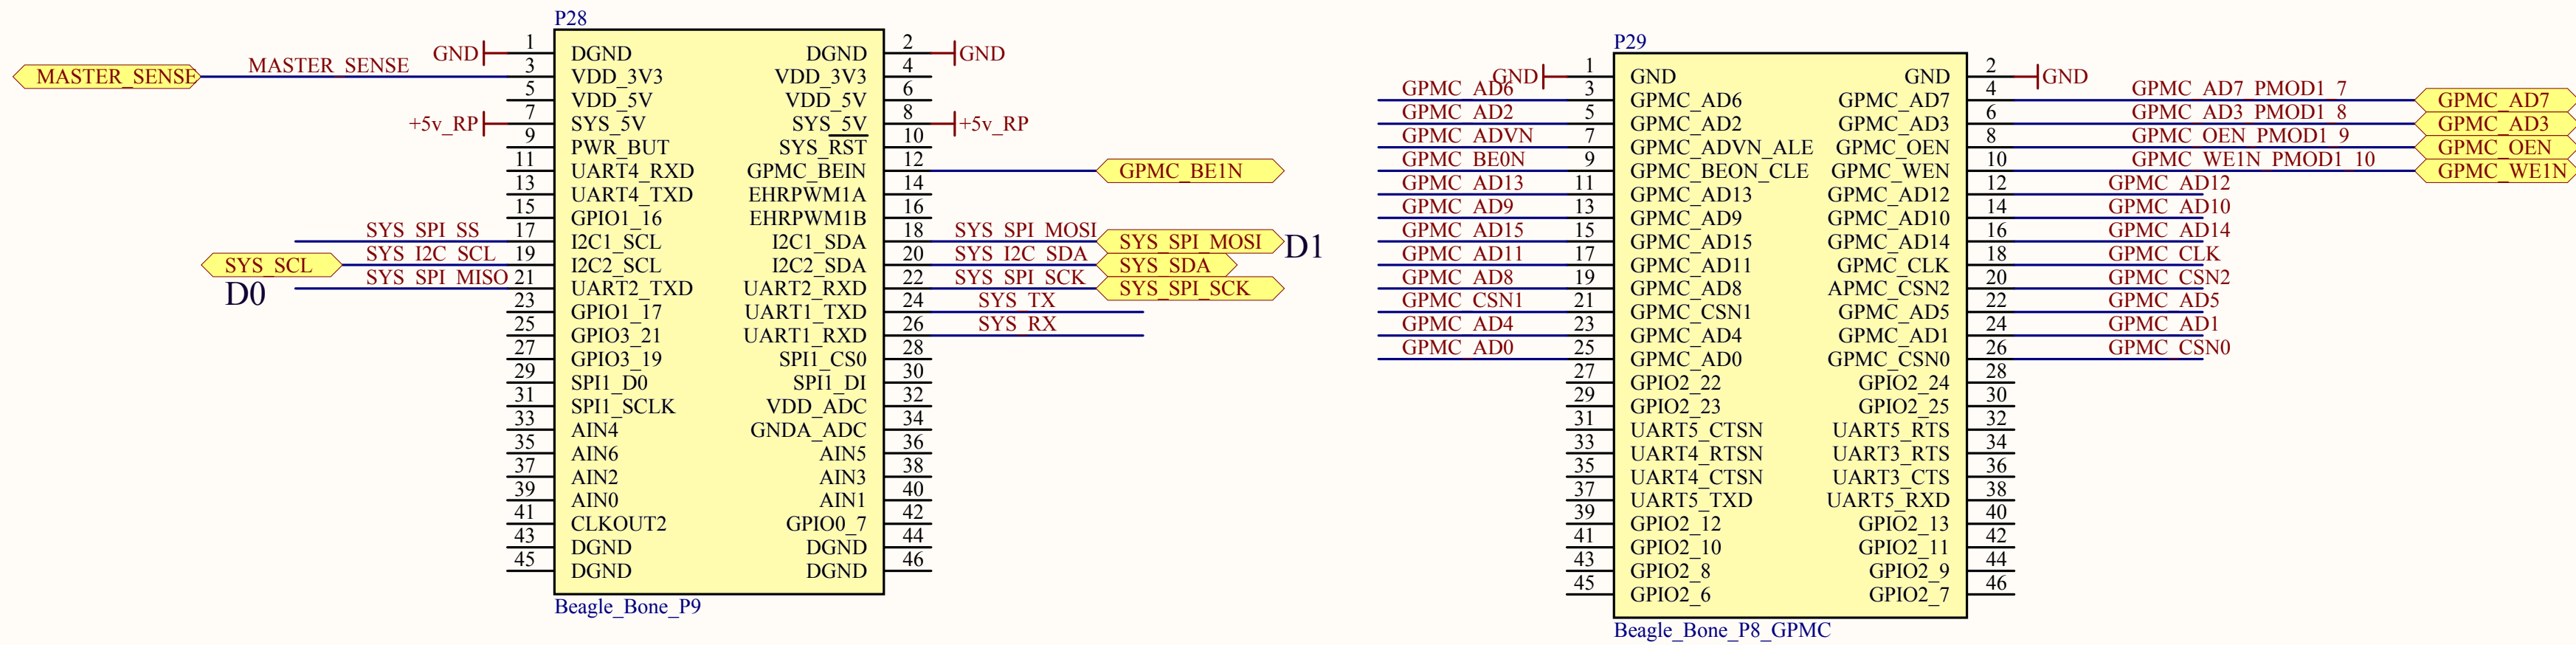 P28
GND 1 DGND DGND 2 GND
MASTER_SENSE MASTER_SENSE 3 VDD_3V3 VDD_3V3 4
5 VDD_5V VDD_5V 6
+5v_RP 7 SYS_5V SYS_5V 8 +5v_RP
9 PWR_BUT SYS_RST 10
11 UART4_RXD GPMC_BEIN 12 GPMC_BE1N
13 UART4_TXD EHRPWM1A 14
15 GPIO1_16 EHRPWM1B 16
SYS_SPI_SS 17 I2C1_SCL I2C1_SDA 18 SYS_SPI_MOSI SYS_SPI_MOSI D1
SYS_SCL SYS_I2C_SCL 19 I2C2_SCL I2C2_SDA 20 SYS_I2C_SDA SYS_SDA
D0 SYS_SPI_MISO 21 UART2_TXD UART2_RXD 22 SYS_SPI_SCK SYS_SPI_SCK
23 GPIO1_17 UART1_TXD 24 SYS_TX
25 GPIO3_21 UART1_RXD 26 SYS_RX
27 GPIO3_19 SPI1_CS0 28
29 SPI1_D0 SPI1_DI 30
31 SPI1_SCLK VDD_ADC 32
33 AIN4 GNDA_ADC 34
35 AIN6 AIN5 36
37 AIN2 AIN3 38
39 AIN0 AIN1 40
41 CLKOUT2 GPIO0_7 42
43 DGND DGND 44
45 DGND DGND 46
Beagle_Bone_P9
P29
GND 1 GND GND 2 GND
GPMC_AD6 3 GPMC_AD6 GPMC_AD7 4 GPMC_AD7_PMOD1_7 GPMC_AD7
GPMC_AD2 5 GPMC_AD2 GPMC_AD3 6 GPMC_AD3_PMOD1_8 GPMC_AD3
GPMC_ADVN 7 GPMC_ADVN_ALE GPMC_OEN 8 GPMC_OEN_PMOD1_9 GPMC_OEN
GPMC_BE0N 9 GPMC_BEON_CLE GPMC_WEN 10 GPMC_WE1N_PMOD1_10 GPMC_WE1N
GPMC_AD13 11 GPMC_AD13 GPMC_AD12 12 GPMC_AD12
GPMC_AD9 13 GPMC_AD9 GPMC_AD10 14 GPMC_AD10
GPMC_AD15 15 GPMC_AD15 GPMC_AD14 16 GPMC_AD14
GPMC_AD11 17 GPMC_AD11 GPMC_CLK 18 GPMC_CLK
GPMC_AD8 19 GPMC_AD8 APMC_CSN2 20 GPMC_CSN2
GPMC_CSN1 21 GPMC_CSN1 GPMC_AD5 22 GPMC_AD5
GPMC_AD4 23 GPMC_AD4 GPMC_AD1 24 GPMC_AD1
GPMC_AD0 25 GPMC_AD0 GPMC_CSN0 26 GPMC_CSN0
27 GPIO2_22 GPIO2_24 28
29 GPIO2_23 GPIO2_25 30
31 UART5_CTSN UART5_RTS 32
33 UART4_RTSN UART3_RTS 34
35 UART4_CTSN UART3_CTS 36
37 UART5_TXD UART5_RXD 38
39 GPIO2_12 GPIO2_13 40
41 GPIO2_10 GPIO2_11 42
43 GPIO2_8 GPIO2_9 44
45 GPIO2_6 GPIO2_7 46
Beagle_Bone_P8_GPMC